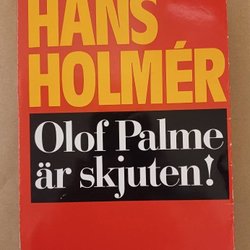 HANS
HOLMÉR
Olof Palme
är skjuten!